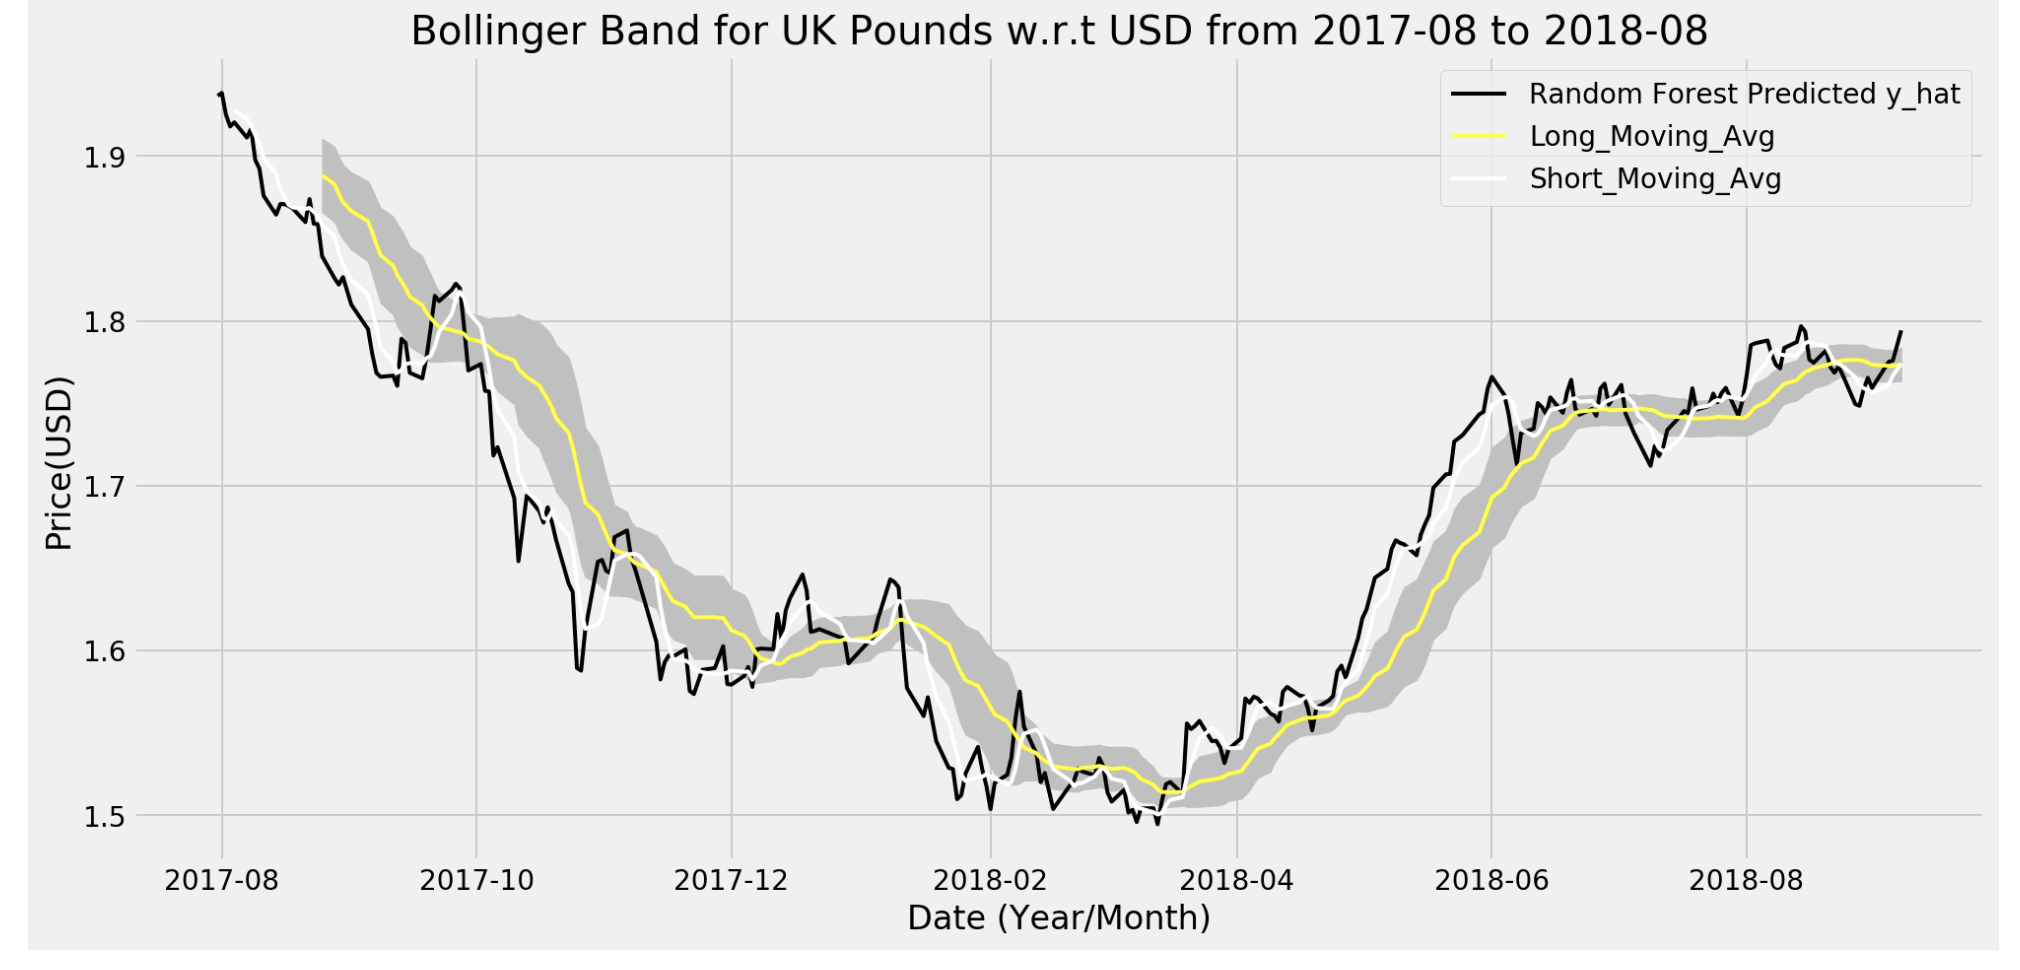 Bollinger Band for UK Pounds w.r.t USD from 2017-08 to 2018-08
Random Forest Predicted y_hat
Long_Moving_Avg
Short_Moving_Avg
Price(USD)
1.9
1.8
1.7
1.6
1.5
2017-08 2017-10 2017-12 2018-02 2018-04 2018-06 2018-08
Date (Year/Month)